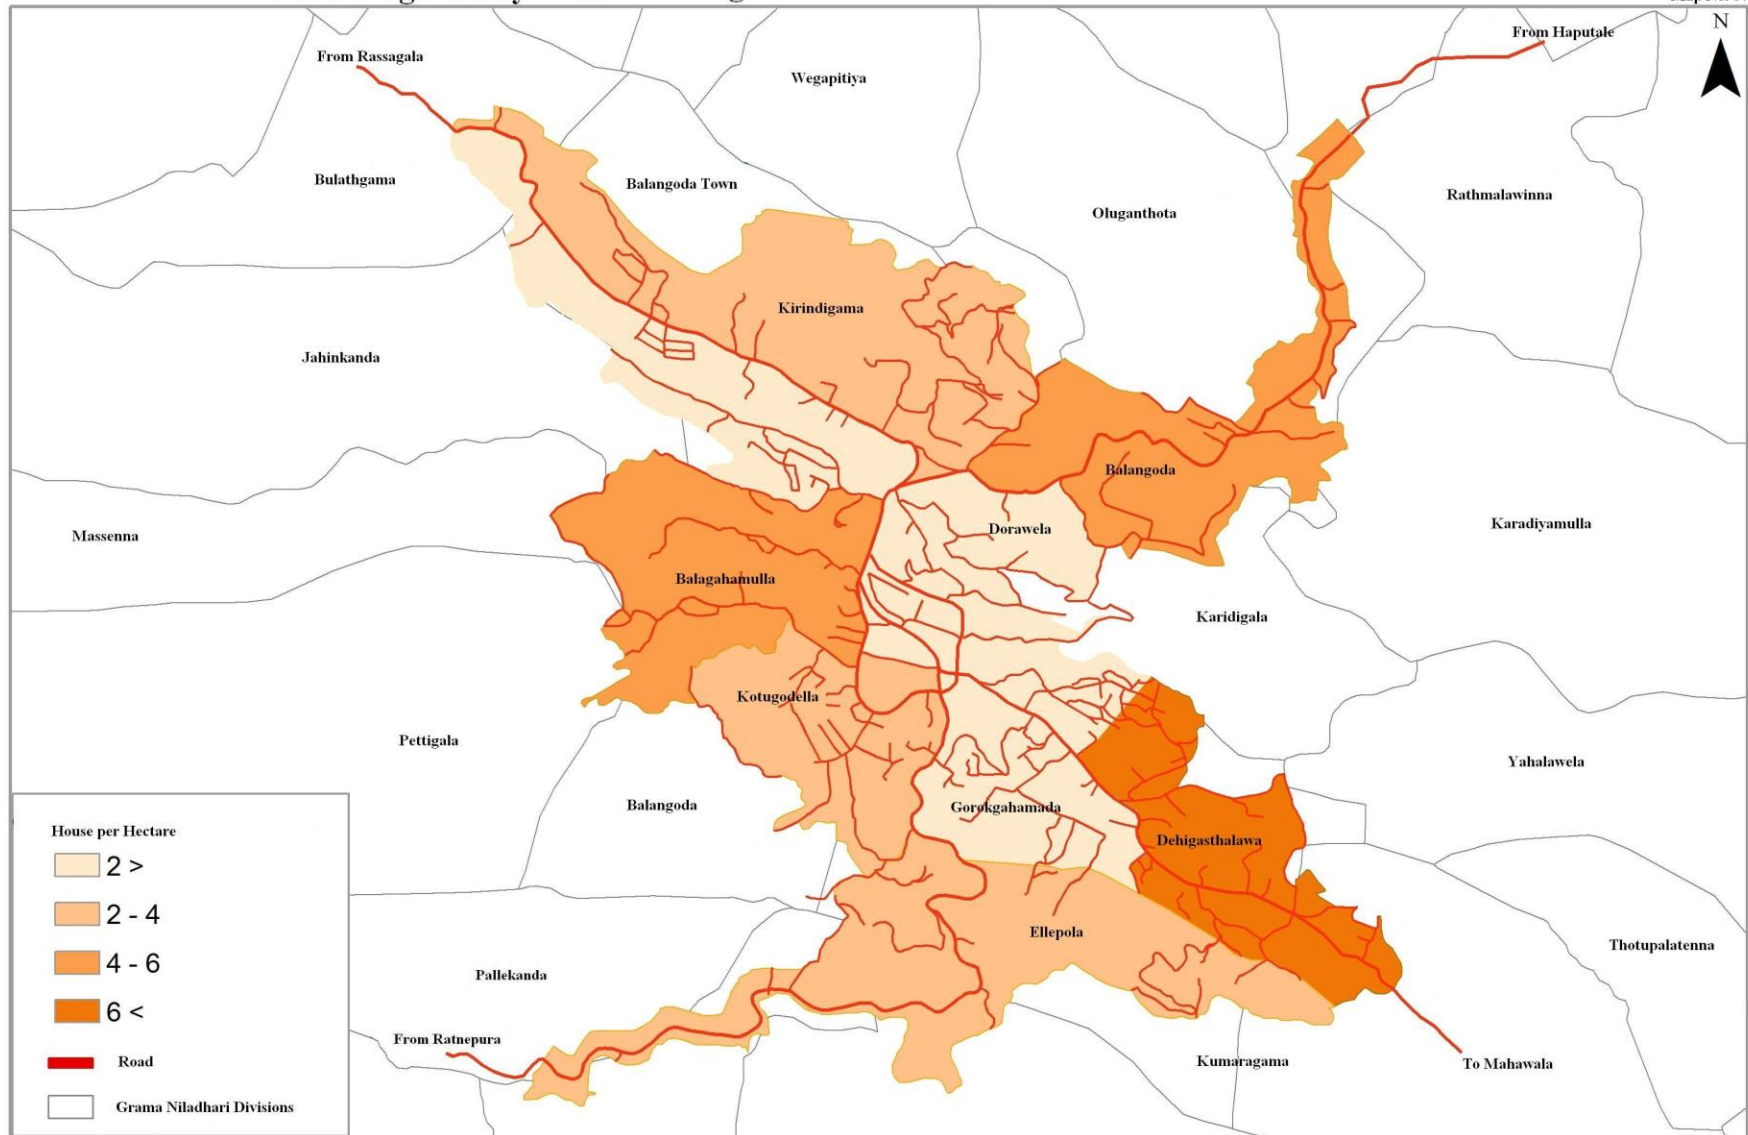 N
From Haputale
From Rassagala
Wegapitiya
Bulathgama
Balangoda Town
Rathmalawinna
Oluganthota
Kirindigama
Jahinkanda
Balangoda
Massenna
Dorawela
Karadiyamulla
Balagahamulla
Karidigala
Kotugodella
Pettigala
Yahalawela
Balangoda
Gorokgahamada
Dehigasthalawa
Ellepola
Thotupalatenna
Pallekanda
From Ratnepura
Kumaragama
To Mahawala
House per Hectare
2 >
2 - 4
4 - 6
6 <
Road
Grama Niladhari Divisions